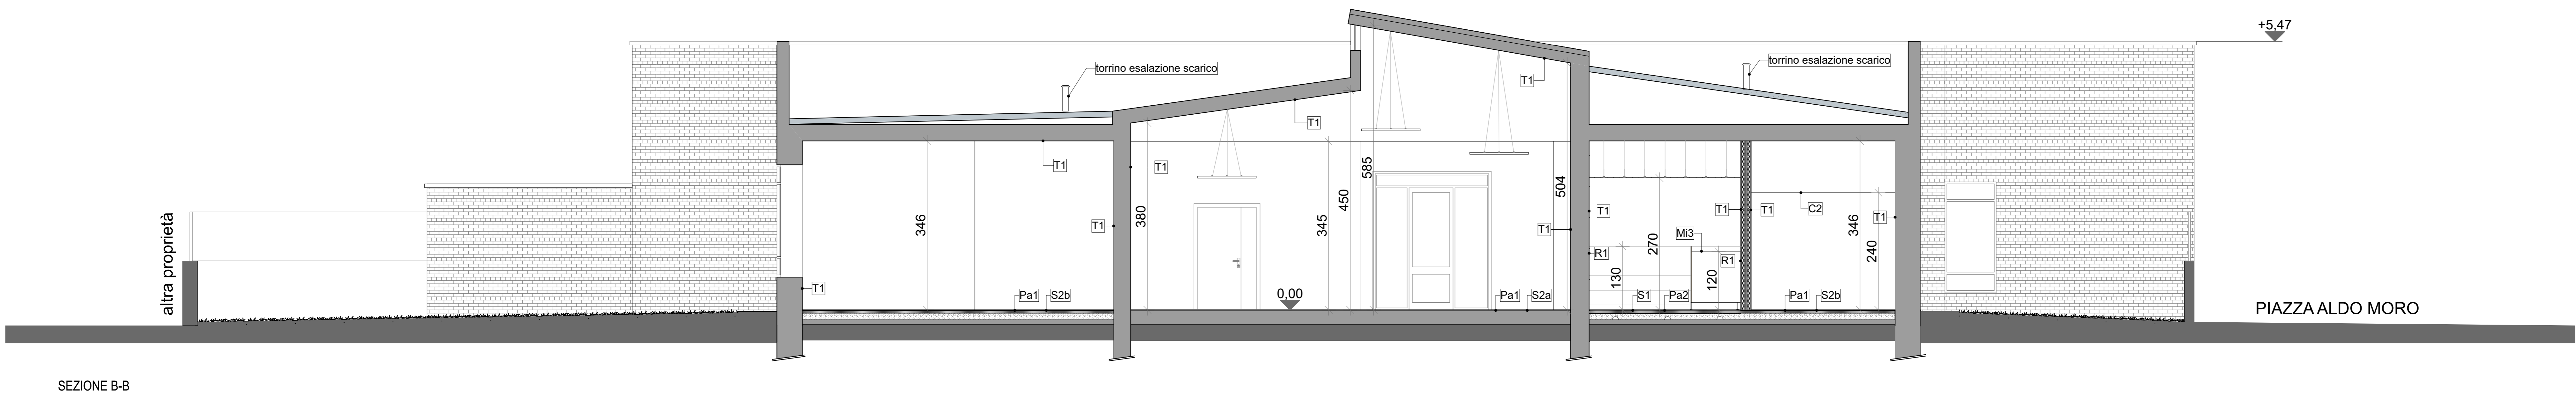 +5,47
torrino esalazione scarico
torrino esalazione scarico
T1
T1
T1
T1
585
450
345
380
504
346
T1
T1
T1
T1
T1
T1
C2
T1
346
240
270
Mi3
R1
R1
130
120
altra proprietà
T1
Pa1
S2b
0,00
Pa1
S2a
S1
Pa2
Pa1
S2b
PIAZZA ALDO MORO
SEZIONE B-B